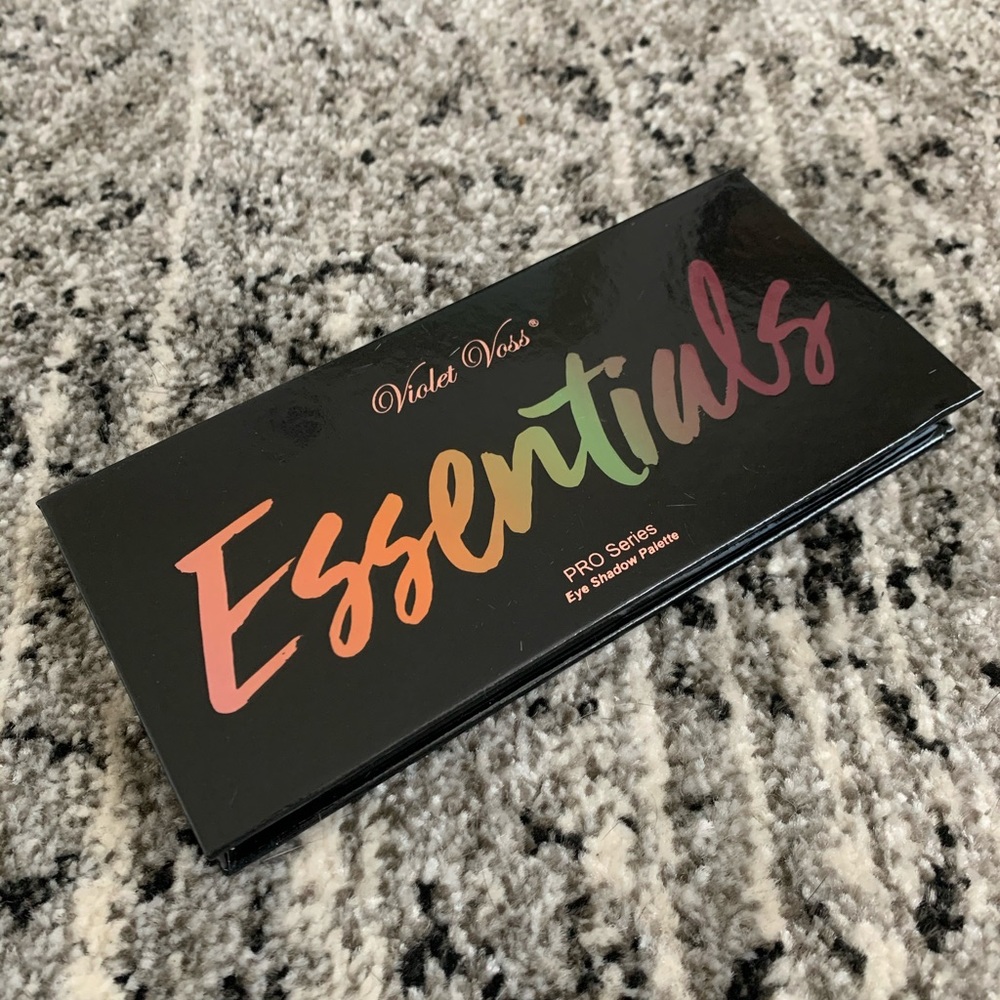 Violet Voss®
Essentials
PRO Series
Eye Shadow Palette